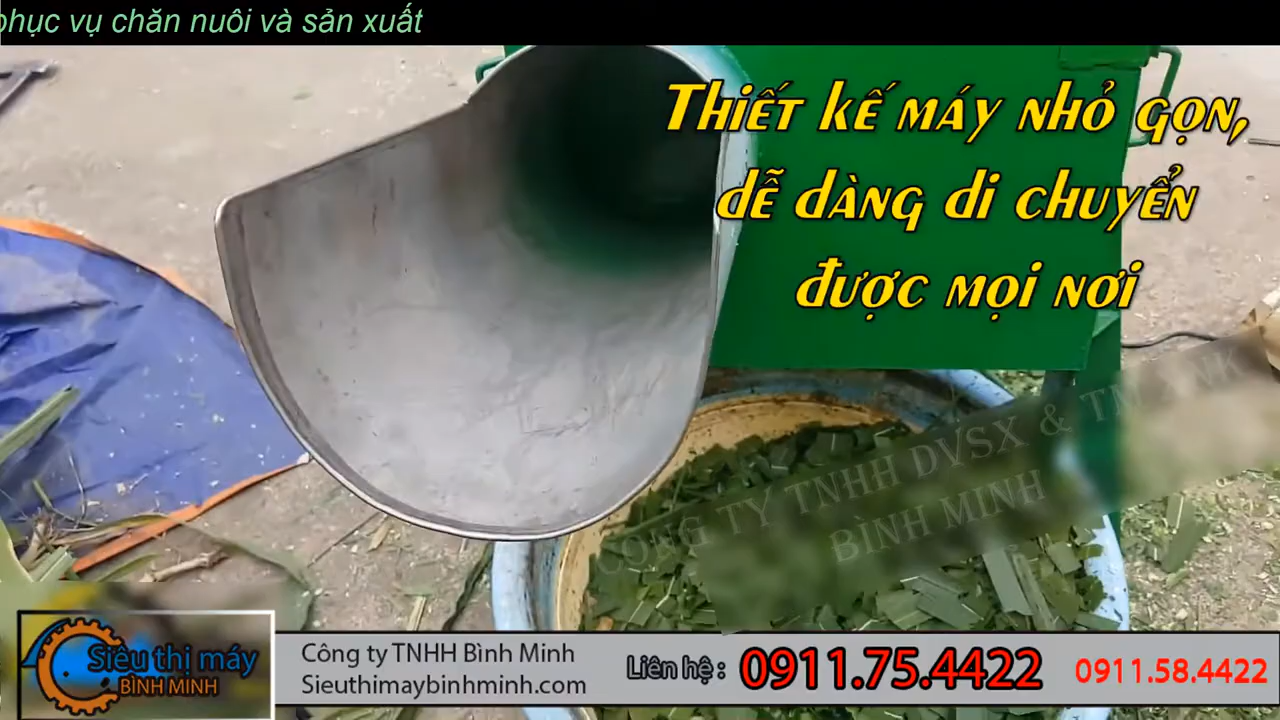 phục vụ chăn nuôi và sản xuất
Thiết kế máy nhỏ gọn,
dễ dàng di chuyển
được mọi nơi
CÔNG TY TNHH DVSX & TM
BÌNH MINH
Siêu thị máy
BÌNH MINH
Công ty TNHH Bình Minh
Sieuthimaybinhminh.com
Liên hệ: 0911.75.4422 0911.58.4422